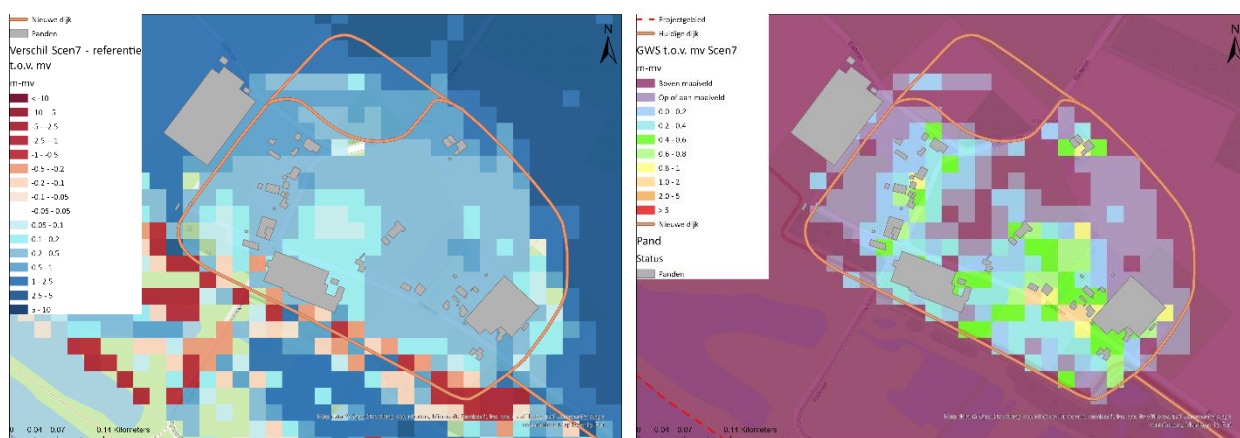 Nieuwe dijk
Panden
Verschil Scen7 - referentie
t.o.v. mv
m-mv
< -10
-10 - -5
-5 - -2.5
-2.5 - -1
-1 - -0.5
-0.5 - -0.2
-0.2 - -0.1
-0.1 - -0.05
-0.05 - 0.05
0.05 - 0.1
0.1 - 0.2
0.2 - 0.5
0.5 - 1
1 - 2.5
2.5 - 5
5 - 10
N
0 0.04 0.07 0.14 Kilometers
Projectgebied
Huidige dijk
GWS t.o.v. mv Scen7
m-mv
Boven maaiveld
Op of aan maaiveld
0.0 - 0.2
0.2 - 0.4
0.4 - 0.6
0.6 - 0.8
0.8 - 1
1.0 - 2
2.0 - 5
> 5
Nieuwe dijk
Pand
Status
Panden
N
0 0.04 0.07 0.14 Kilometers